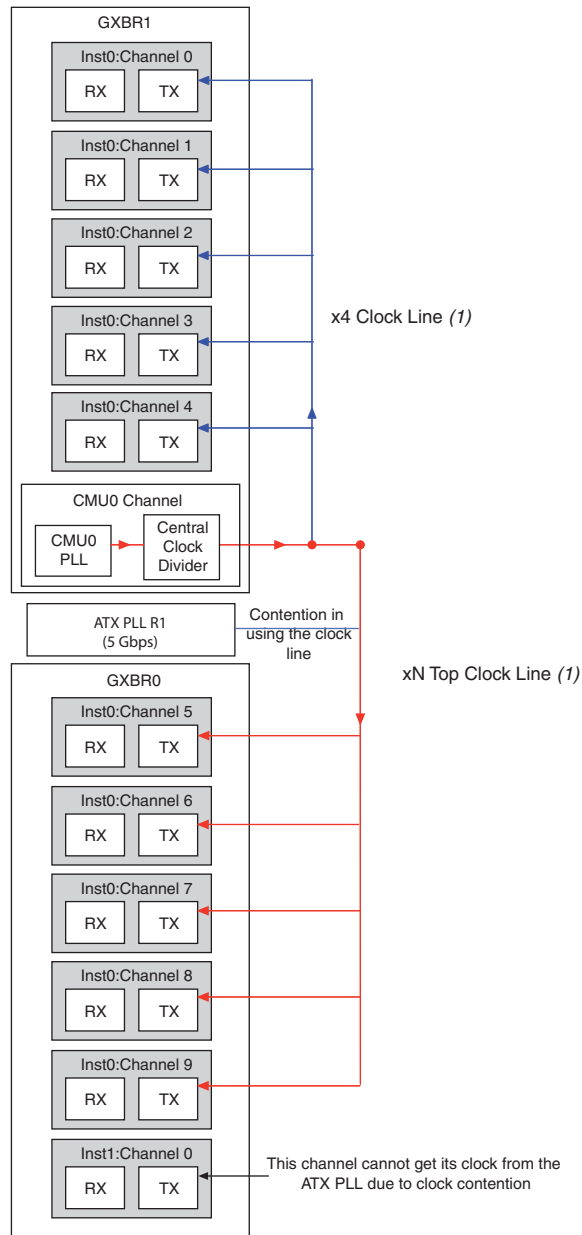 GXBR1
Inst0:Channel 0
RX
TX
Inst0:Channel 1
RX
TX
Inst0:Channel 2
RX
TX
Inst0:Channel 3
RX
TX
x4 Clock Line (1)
Inst0:Channel 4
RX
TX
CMU0 Channel
CMU0
PLL
Central
Clock
Divider
ATX PLL R1
(5 Gbps)
Contention in
using the clock
line
xN Top Clock Line (1)
GXBR0
Inst0:Channel 5
RX
TX
Inst0:Channel 6
RX
TX
Inst0:Channel 7
RX
TX
Inst0:Channel 8
RX
TX
Inst0:Channel 9
RX
TX
Inst1:Channel 0
RX
TX
This channel cannot get its clock from the
ATX PLL due to clock contention